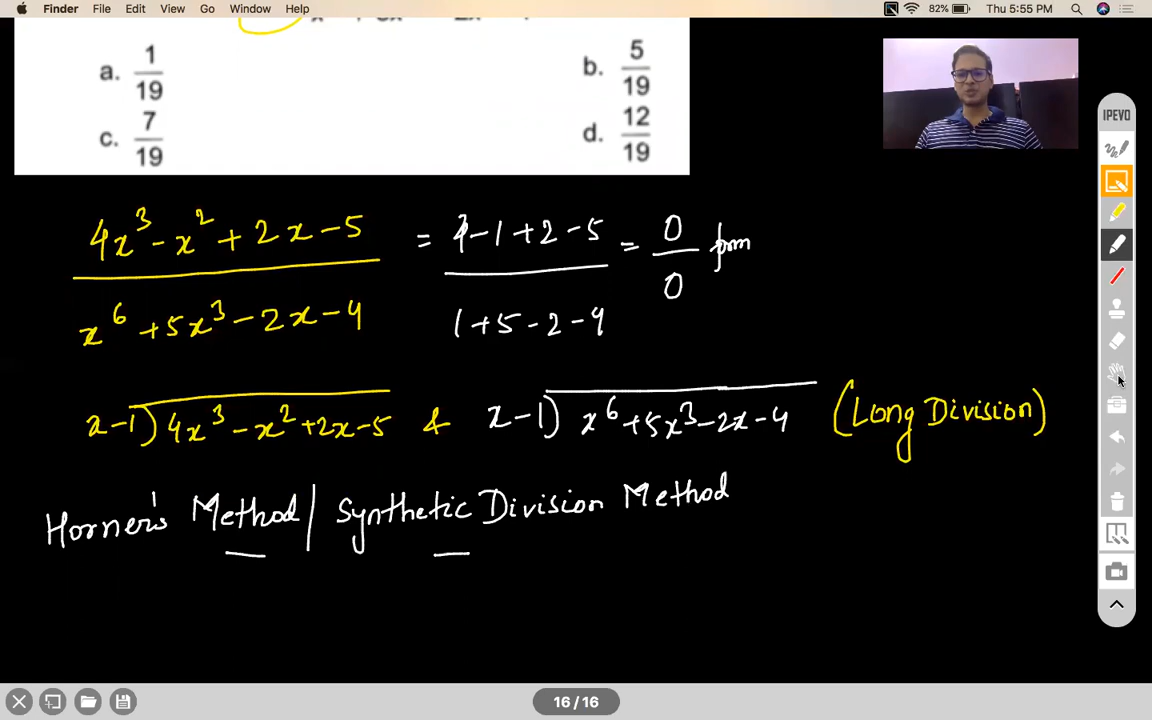 Finder File Edit View Go Window Help 82% Thu 5:55 PM
a. 1/19 b. 5/19
c. 7/19 d. 12/19
IPEVO
(4x³ - x² + 2x - 5)/(x⁶ + 5x³ - 2x - 4) = (4 - 1 + 2 - 5)/(1 + 5 - 2 - 4) = 0/0 form
x-1) 4x³ - x² + 2x - 5 & x-1) x⁶ + 5x³ - 2x - 4 (Long Division)
Horner's Method | Synthetic Division Method
16 / 16